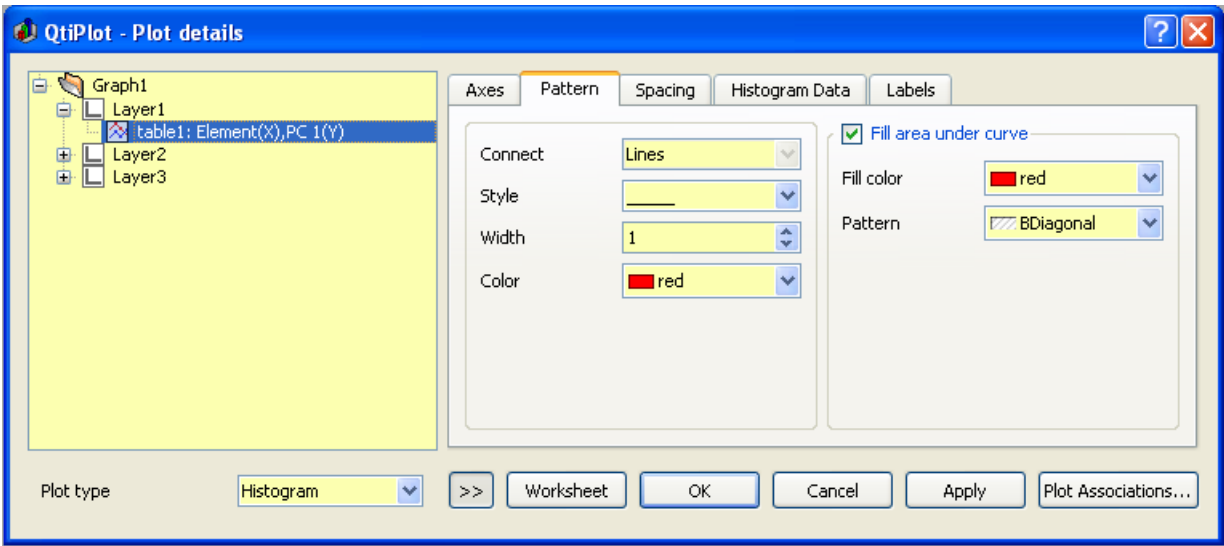 QtiPlot - Plot details
Graph1
Layer1
table1: Element(X),PC 1(Y)
Layer2
Layer3
Axes Pattern Spacing Histogram Data Labels
Connect Lines
Style
Width 1
Color red
Fill area under curve
Fill color red
Pattern BDiagonal
Plot type Histogram >> Worksheet OK Cancel Apply Plot Associations...